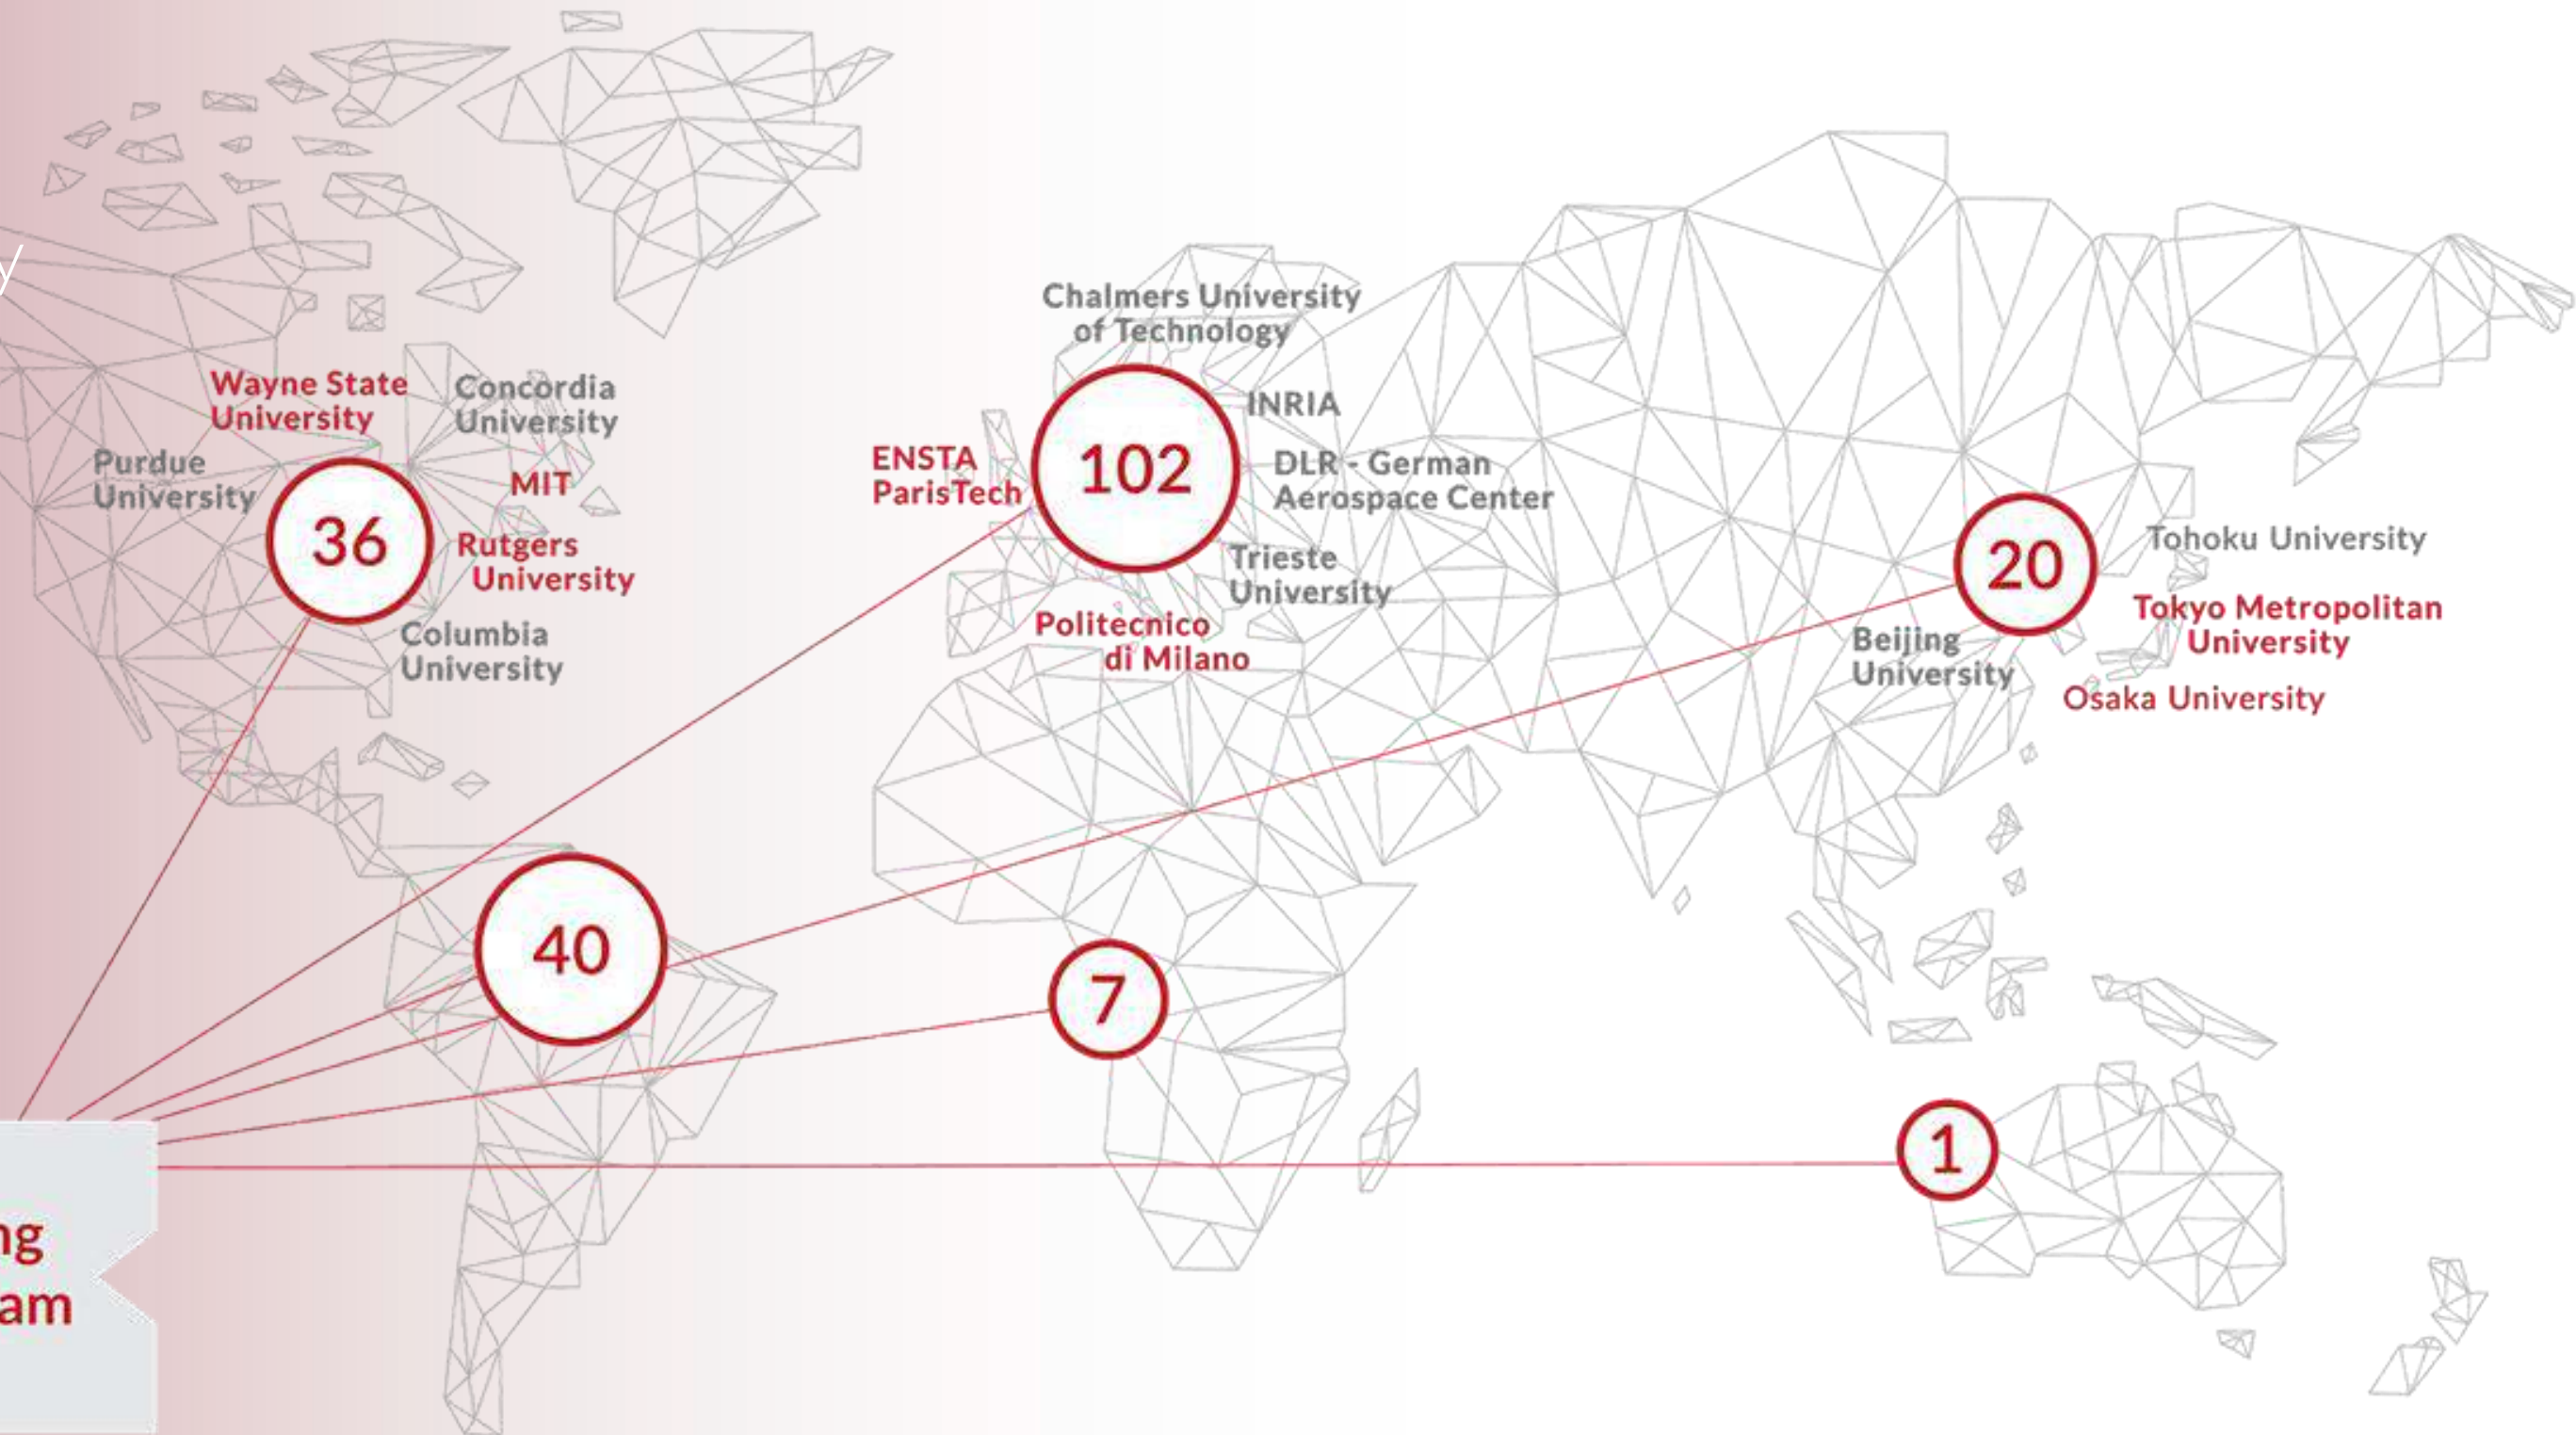 y
Chalmers University
of Technology
Wayne State
University
Concordia
University
Purdue
University
MIT
36
Rutgers
University
Columbia
University
INRIA
ENSTA
ParisTech
102
DLR - German
Aerospace Center
Trieste
University
Politecnico
di Milano
20
Tohoku University
Tokyo Metropolitan
University
Beijing
University
Osaka University
40
7
1
ng
am